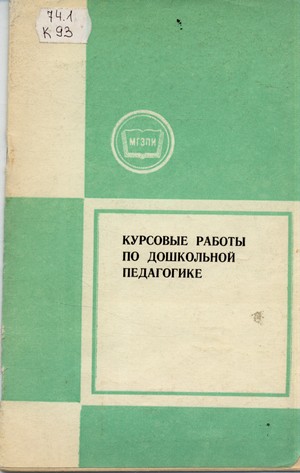 74.1
К 93
МГЗПИ
КУРСОВЫЕ РАБОТЫ
ПО ДОШКОЛЬНОЙ
ПЕДАГОГИКЕ